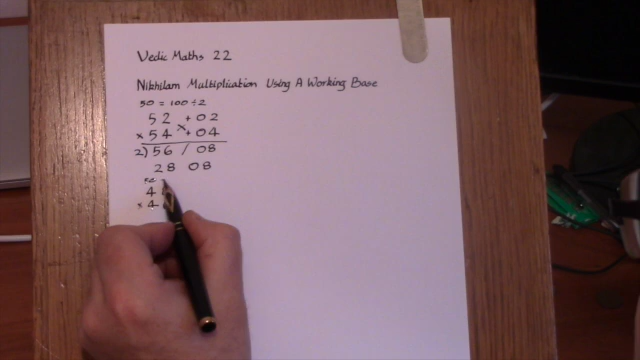 Vedic Maths 22
Nikhilam Multiplication Using A Working Base
50 = 100 ÷ 2
52 + 02
× 54 × + 04
2) 56 / 08
28 08
4
× 4